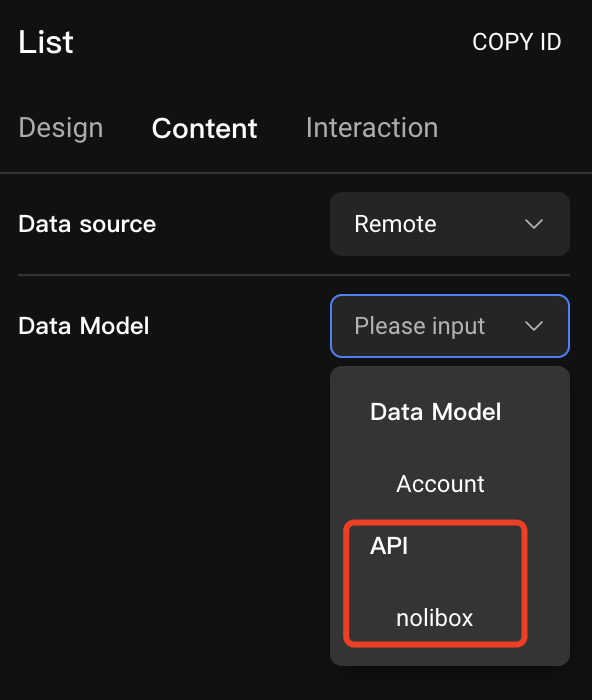 List COPY ID
Design Content Interaction
Data source Remote
Data Model Please input
Data Model
Account
API
nolibox